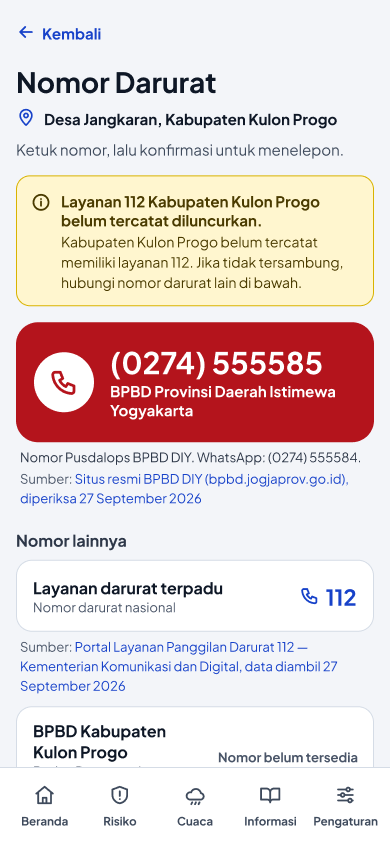 Kembali
Nomor Darurat
Desa Jangkaran, Kabupaten Kulon Progo
Ketuk nomor, lalu konfirmasi untuk menelepon.
Layanan 112 Kabupaten Kulon Progo
belum tercatat diluncurkan.
Kabupaten Kulon Progo belum tercatat
memiliki layanan 112. Jika tidak tersambung,
hubungi nomor darurat lain di bawah.
(0274) 555585
BPBD Provinsi Daerah Istimewa
Yogyakarta
Nomor Pusdalops BPBD DIY. WhatsApp: (0274) 555584.
Sumber: Situs resmi BPBD DIY (bpbd.jogjaprov.go.id),
diperiksa 27 September 2026
Nomor lainnya
Layanan darurat terpadu
Nomor darurat nasional
112
Sumber: Portal Layanan Panggilan Darurat 112 —
Kementerian Komunikasi dan Digital, data diambil 27
September 2026
BPBD Kabupaten
Kulon Progo
Nomor belum tersedia
Beranda
Risiko
Cuaca
Informasi
Pengaturan